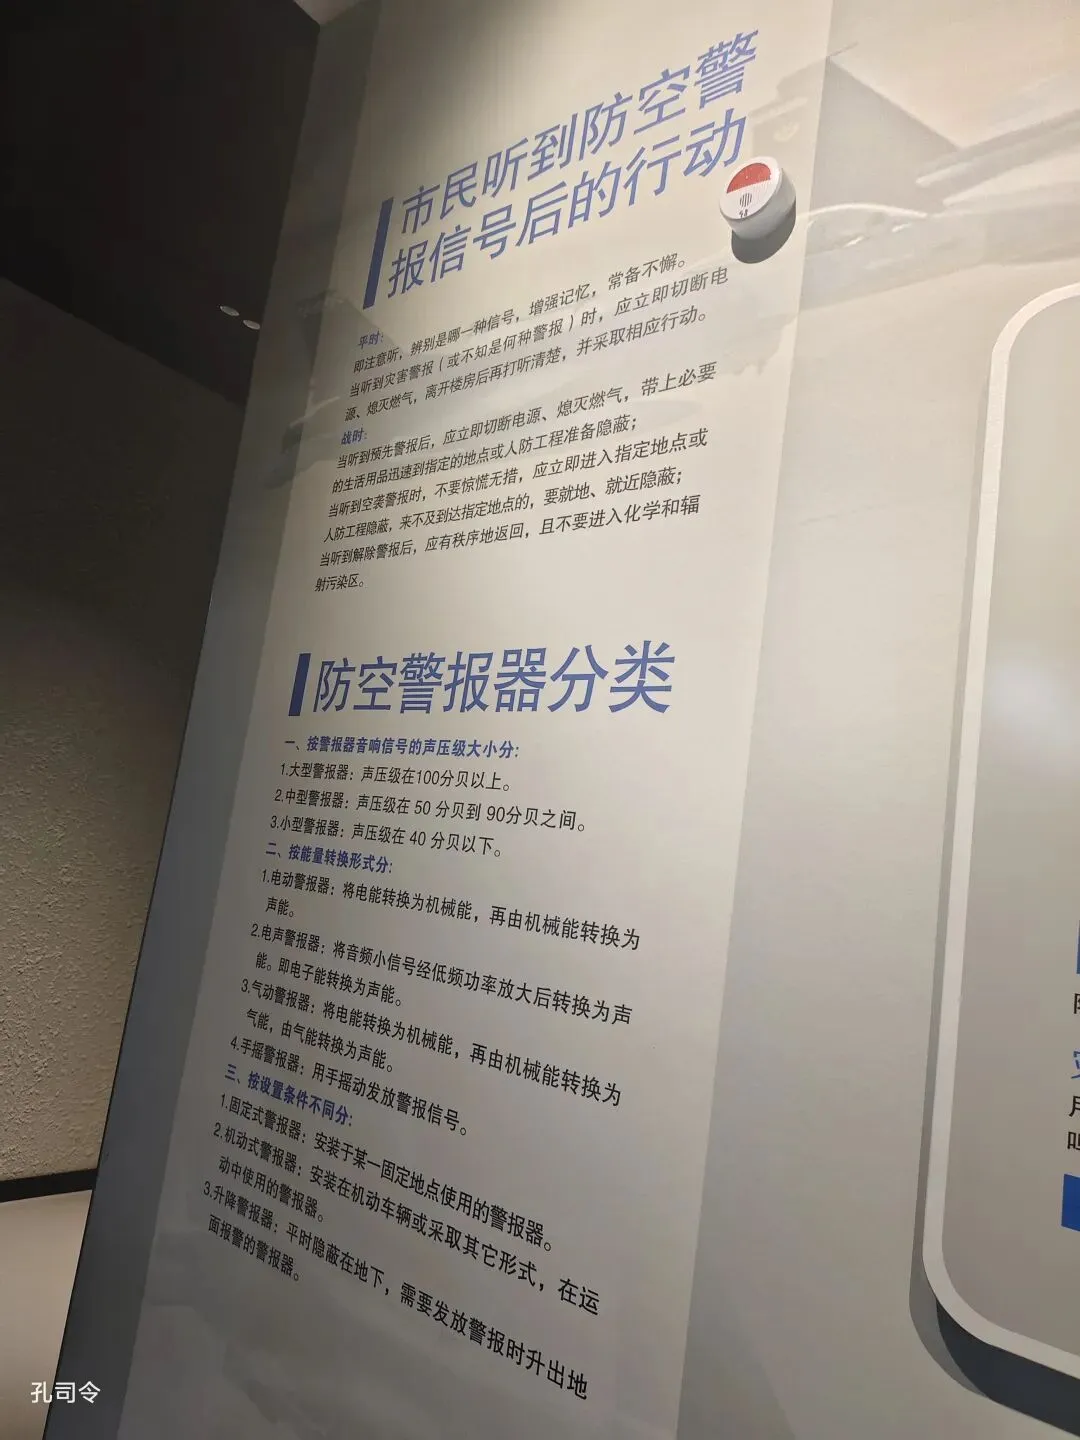 市民听到防空警
报信号后的行动
平时:
即注意听，辨别是哪一种信号，增强记忆，常备不懈。
当听到灾害警报（或不知是何种警报）时，应立即切断电
源、熄灭燃气，离开楼房后再打听清楚，并采取相应行动。
战时:
当听到预先警报后，应立即切断电源、熄灭燃气，带上必要
的生活用品迅速到指定的地点或人防工程准备隐蔽；
当听到空袭警报时，不要惊慌无措，应立即进入指定地点或
人防工程隐蔽，来不及到达指定地点的，要就地、就近隐蔽；
当听到解除警报后，应有秩序地返回，且不要进入化学和辐
射污染区。
防空警报器分类
一、按警报器音响信号的声压级大小分:
1.大型警报器：声压级在100分贝以上。
2.中型警报器：声压级在 50 分贝到 90分贝之间。
3.小型警报器：声压级在 40 分贝以下。
二、按能量转换形式分:
1.电动警报器：将电能转换为机械能，再由机械能转换为
声能。
2.电声警报器：将音频小信号经低频功率放大后转换为声
能。即电子能转换为声能。
3.气动警报器：将电能转换为机械能，再由机械能转换为
气能，由气能转换为声能。
4.手摇警报器：用手摇动发放警报信号。
三、按设置条件不同分:
1.固定式警报器：安装于某一固定地点使用的警报器。
2.机动式警报器：安装在机动车辆或采取其它形式，在运
动中使用的警报器。
3.升降警报器：平时隐蔽在地下，需要发放警报时升出地
面报警的警报器。
孔司令